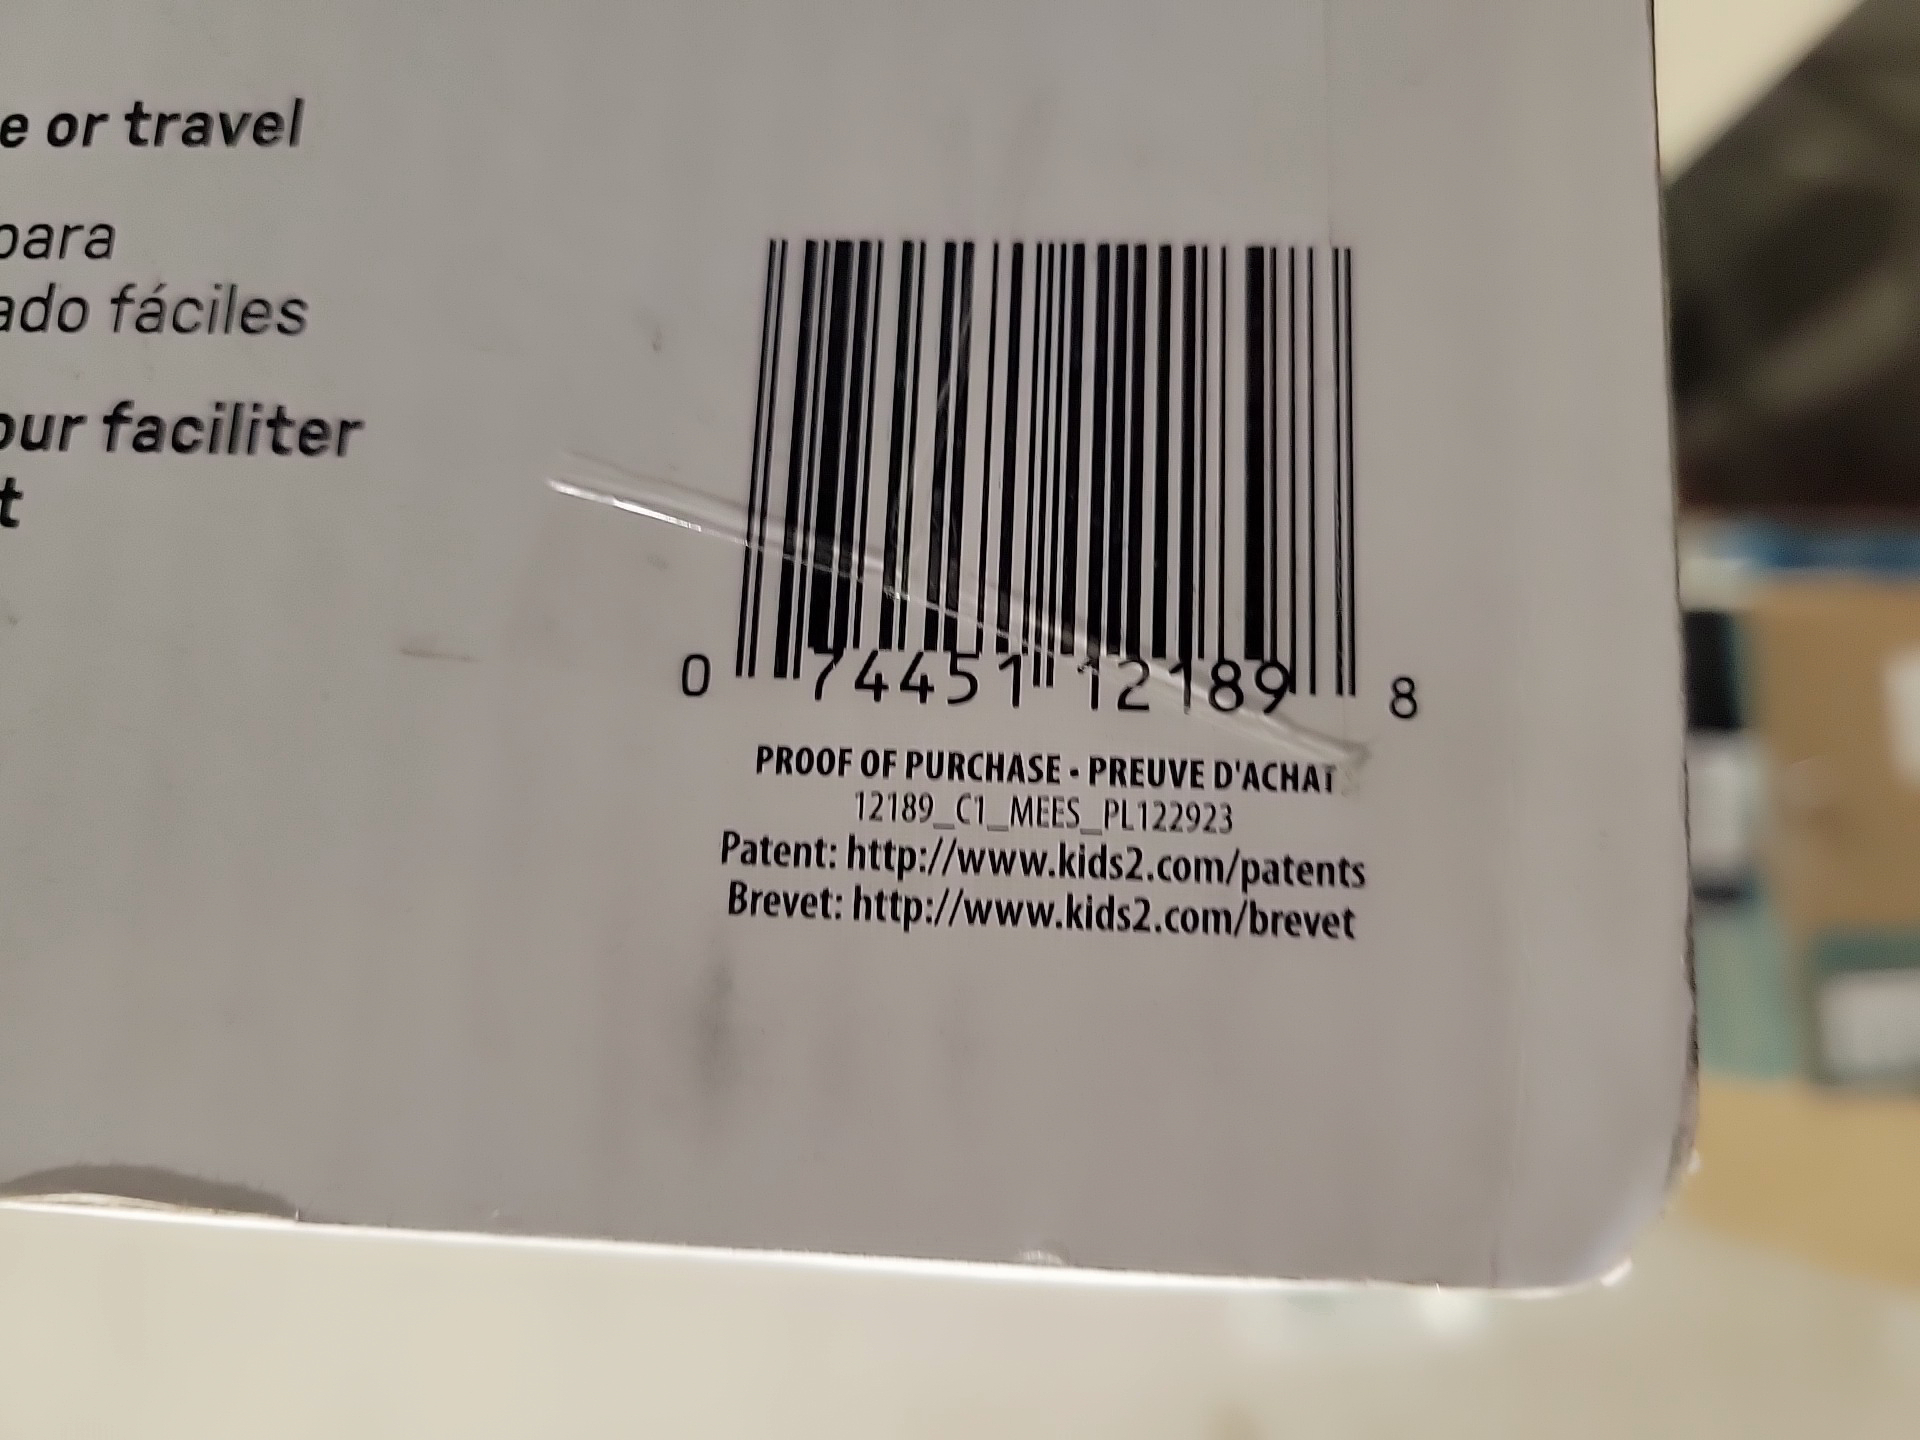 e or travel
para
ado fáciles
our faciliter
t
0 74451 12189 8
PROOF OF PURCHASE - PREUVE D'ACHAT
12189_C1_MEES_PL122923
Patent: http://www.kids2.com/patents
Brevet: http://www.kids2.com/brevet